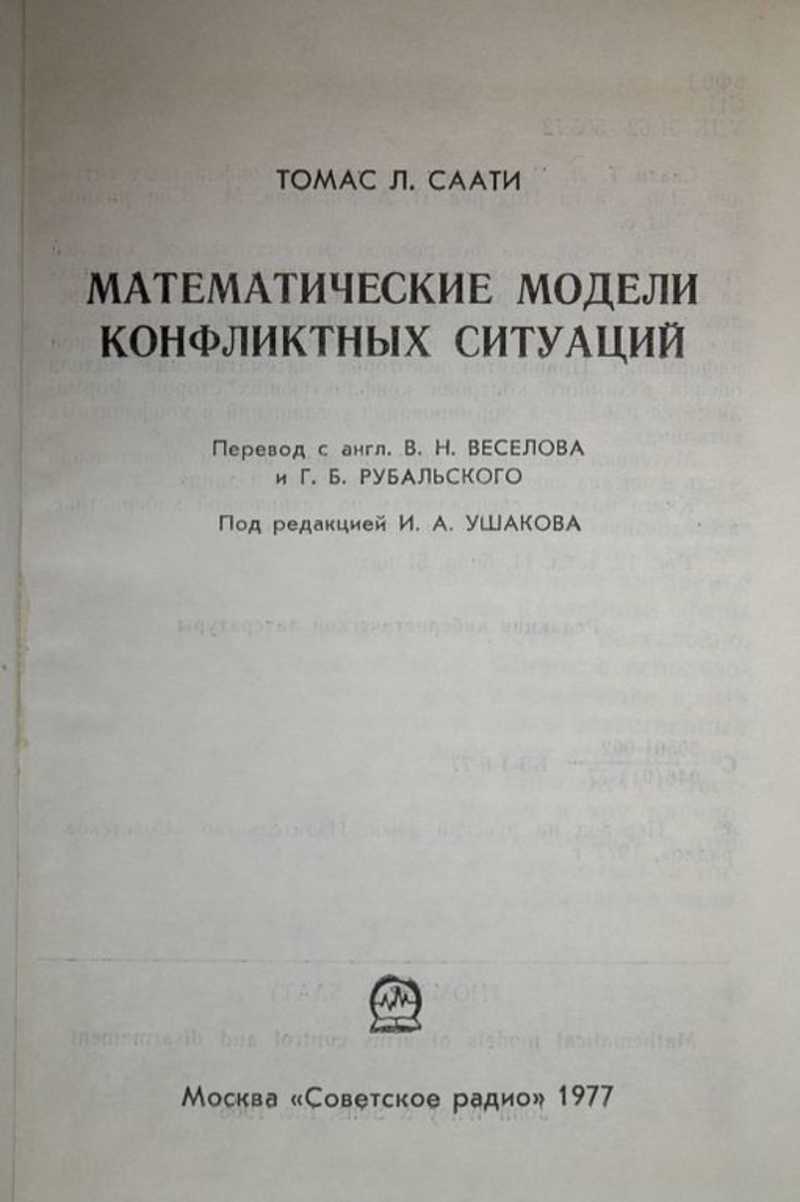 ТОМАС Л. СААТИ
МАТЕМАТИЧЕСКИЕ МОДЕЛИ
КОНФЛИКТНЫХ СИТУАЦИЙ
Перевод с англ. В. Н. ВЕСЕЛОВА
и Г. Б. РУБАЛЬСКОГО
Под редакцией И. А. УШАКОВА
Москва «Советское радио» 1977